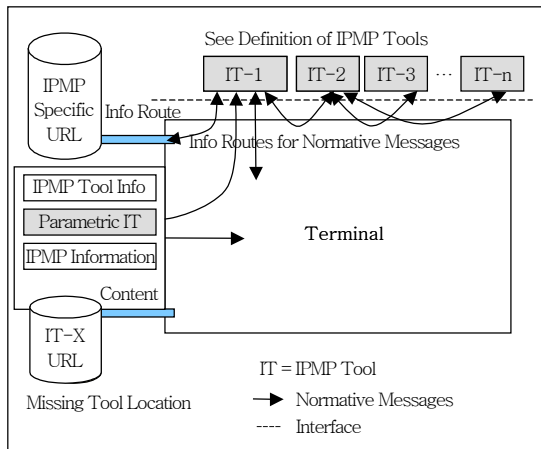 See Definition of IPMP Tools
IT-1
IT-2
IT-3
...
IT-n
IPMP
Specific
URL
Info Route
Info Routes for Normative Messages
IPMP Tool Info
Parametric IT
IPMP Information
Terminal
Content
IT-X
URL
Missing Tool Location
IT = IPMP Tool
Normative Messages
Interface